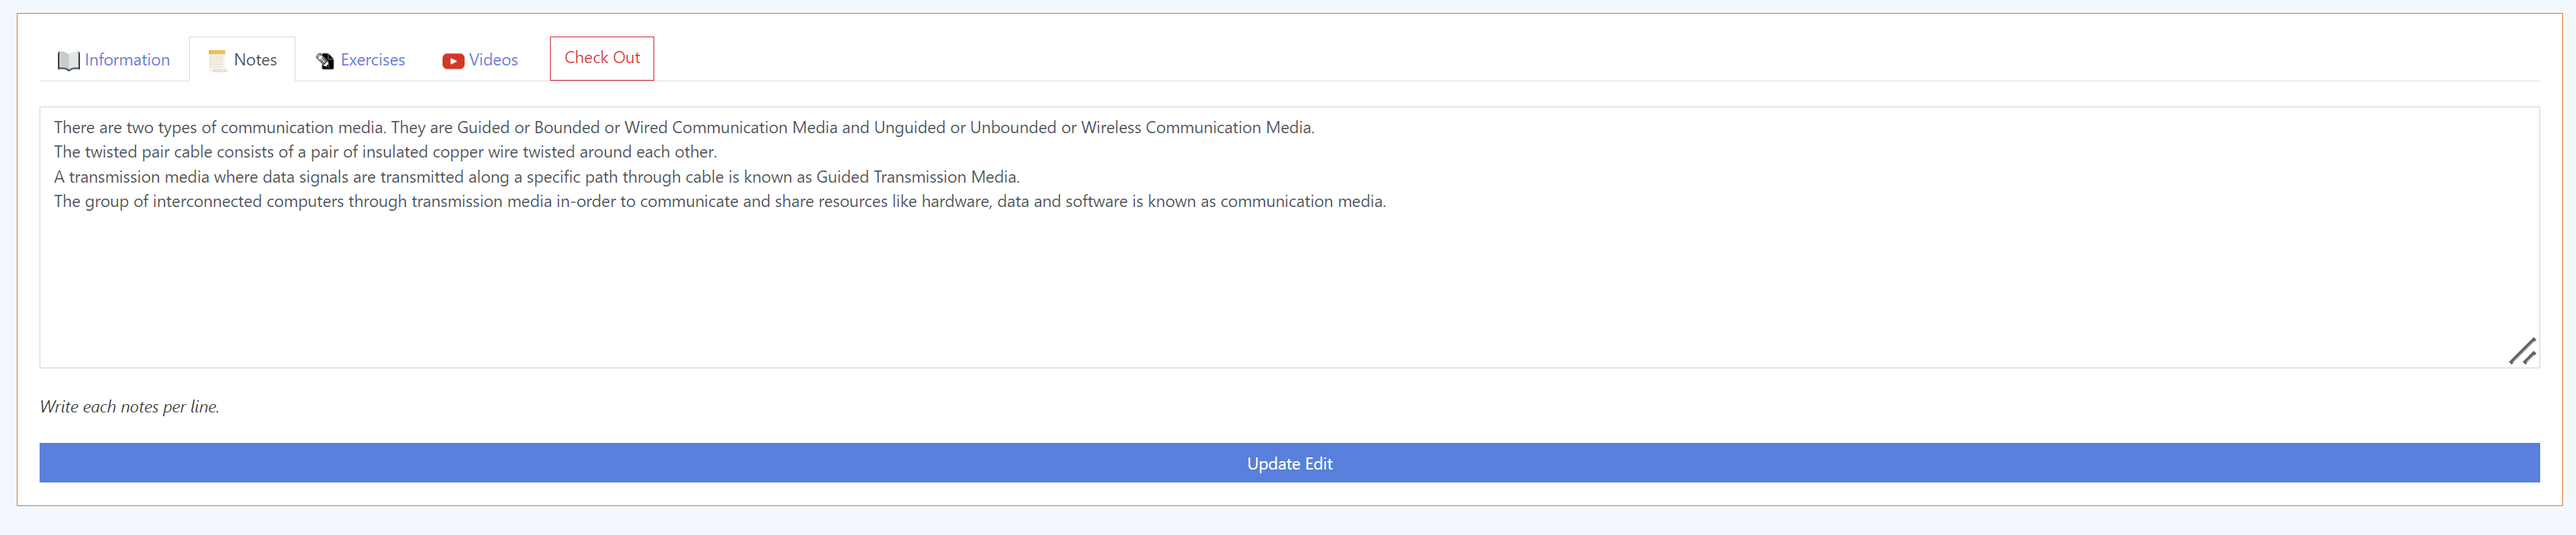 Information
Notes
Exercises
Videos
Check Out
There are two types of communication media. They are Guided or Bounded or Wired Communication Media and Unguided or Unbounded or Wireless Communication Media.
The twisted pair cable consists of a pair of insulated copper wire twisted around each other.
A transmission media where data signals are transmitted along a specific path through cable is known as Guided Transmission Media.
The group of interconnected computers through transmission media in-order to communicate and share resources like hardware, data and software is known as communication media.
Write each notes per line.
Update Edit